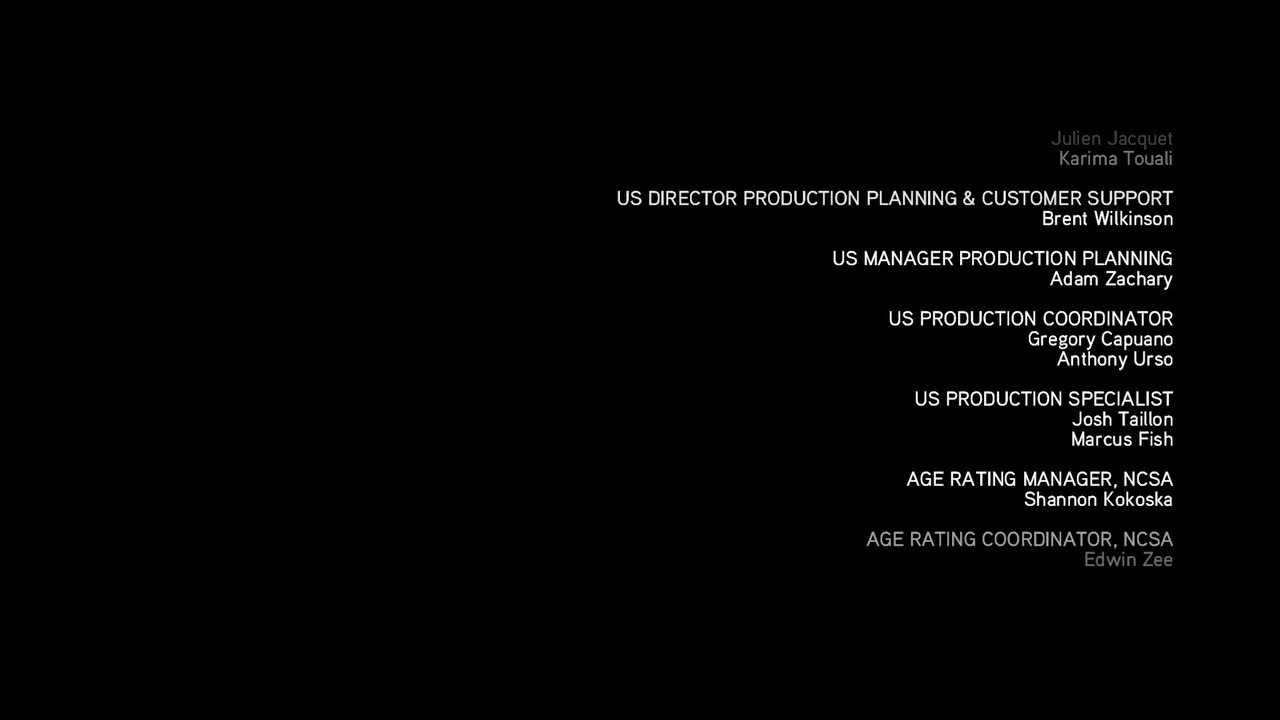 Julien Jacquet
Karima Touali
US DIRECTOR PRODUCTION PLANNING & CUSTOMER SUPPORT
Brent Wilkinson
US MANAGER PRODUCTION PLANNING
Adam Zachary
US PRODUCTION COORDINATOR
Gregory Capuano
Anthony Urso
US PRODUCTION SPECIALIST
Josh Taillon
Marcus Fish
AGE RATING MANAGER, NCSA
Shannon Kokoska
AGE RATING COORDINATOR, NCSA
Edwin Zee